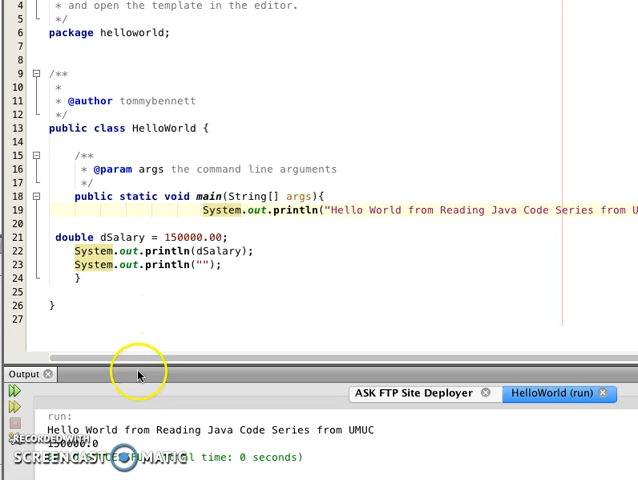 4 * and open the template in the editor.
5 */
6 package helloworld;
7
8
9 /**
10 *
11 * @author tommybennett
12 */
13 public class HelloWorld {
14
15 /**
16 * @param args the command line arguments
17 */
18 public static void main(String[] args){
19 System.out.println("Hello World from Reading Java Code Series from U
20
21 double dSalary = 150000.00;
22 System.out.println(dSalary);
23 System.out.println("");
24 }
25
26 }
27
Output
ASK FTP Site Deployer HelloWorld (run)
run:
Hello World from Reading Java Code Series from UMUC
150000.0
RECORDED WITH
total time: 0 seconds)
SCREENCAST MATIC